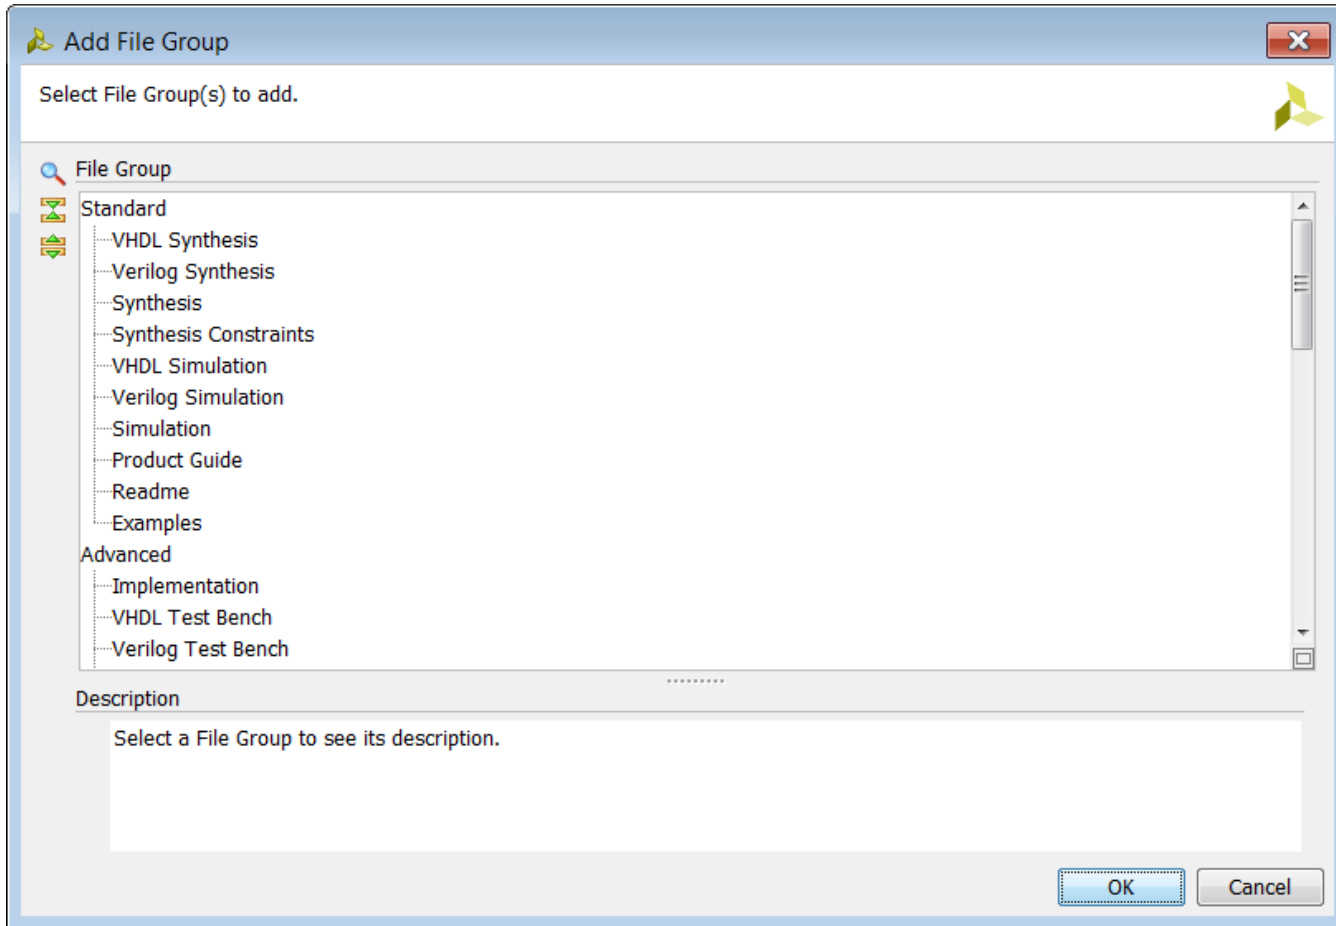 Add File Group
Select File Group(s) to add.
File Group
Standard
VHDL Synthesis
Verilog Synthesis
Synthesis
Synthesis Constraints
VHDL Simulation
Verilog Simulation
Simulation
Product Guide
Readme
Examples
Advanced
Implementation
VHDL Test Bench
Verilog Test Bench
Description
Select a File Group to see its description.
OK Cancel